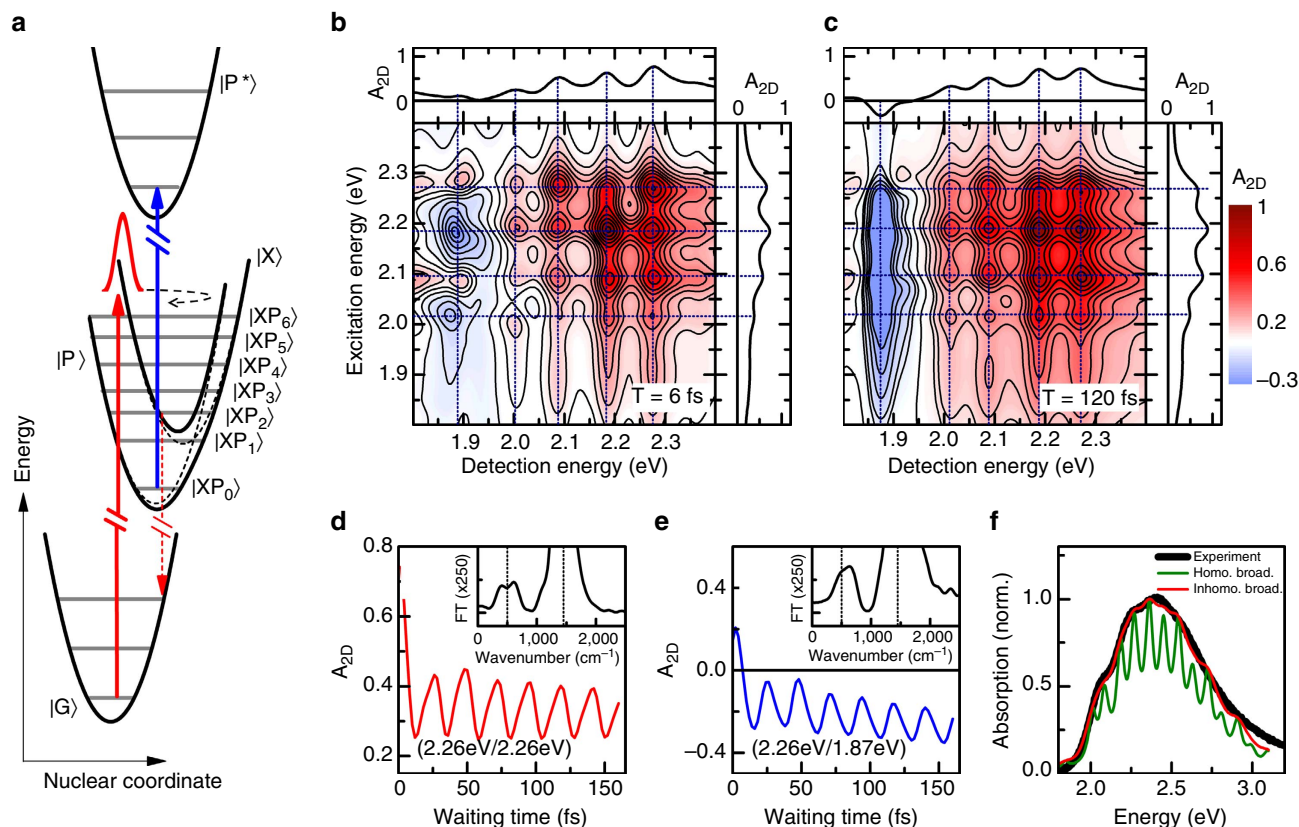 a
|P*⟩
|X⟩
|XP6⟩
|XP5⟩
|P⟩
|XP4⟩
|XP3⟩
|XP2⟩
|XP1⟩
|XP0⟩
|G⟩
Energy
Nuclear coordinate
b
A2D
1
0
A2D
0 1
Excitation energy (eV)
2.3
2.2
2.1
2.0
1.9
T = 6 fs
1.9 2.0 2.1 2.2 2.3
Detection energy (eV)
c
1
0
A2D
0 1
T = 120 fs
1.9 2.0 2.1 2.2 2.3
Detection energy (eV)
A2D
1
0.6
0.2
−0.3
d
A2D
0.8
0.6
0.4
0.2
FT (x250)
0 1,000 2,000
Wavenumber (cm−1)
(2.26eV/2.26eV)
0 50 100 150
Waiting time (fs)
e
A2D
0.4
0.0
−0.4
FT (x250)
0 1,000 2,000
Wavenumber (cm−1)
(2.26eV/1.87eV)
0 50 100 150
Waiting time (fs)
f
Absorption (norm.)
1.0
0.5
0.0
Experiment
Homo. broad.
Inhomo. broad.
2.0 2.5 3.0
Energy (eV)